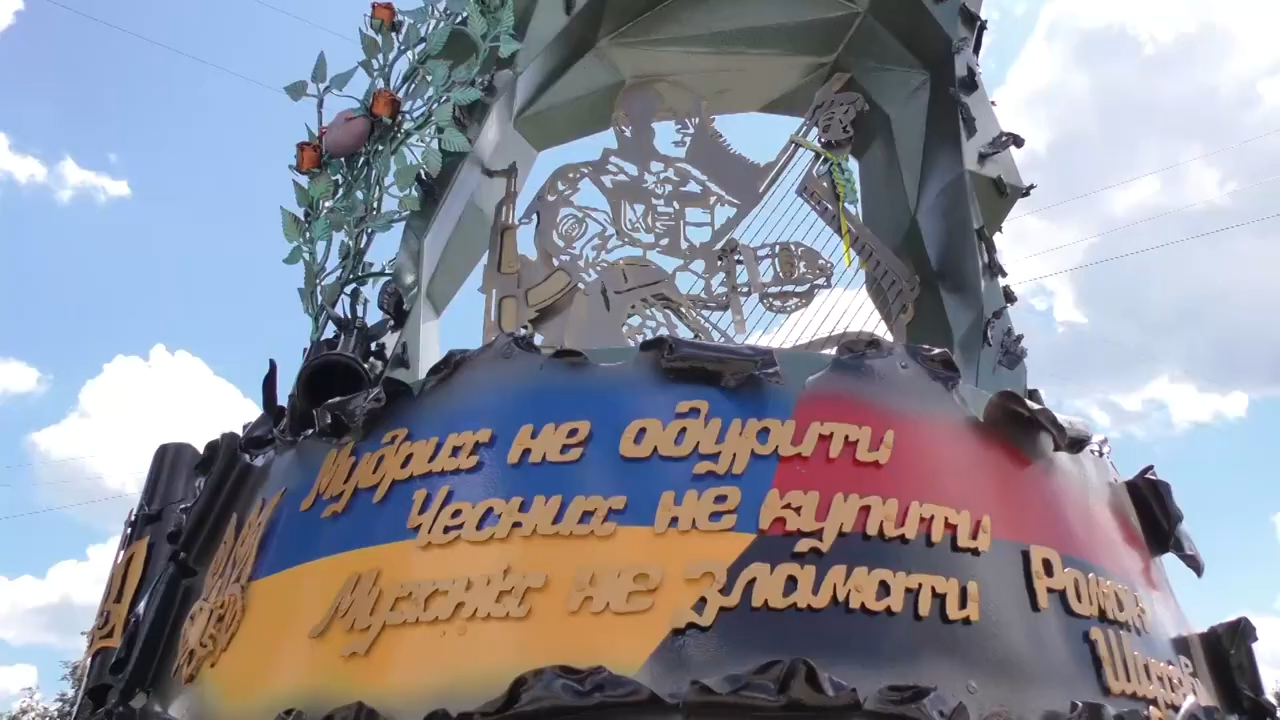 Мудрих не одурити
Чесних не купити
Мужніх не зламати
Роман